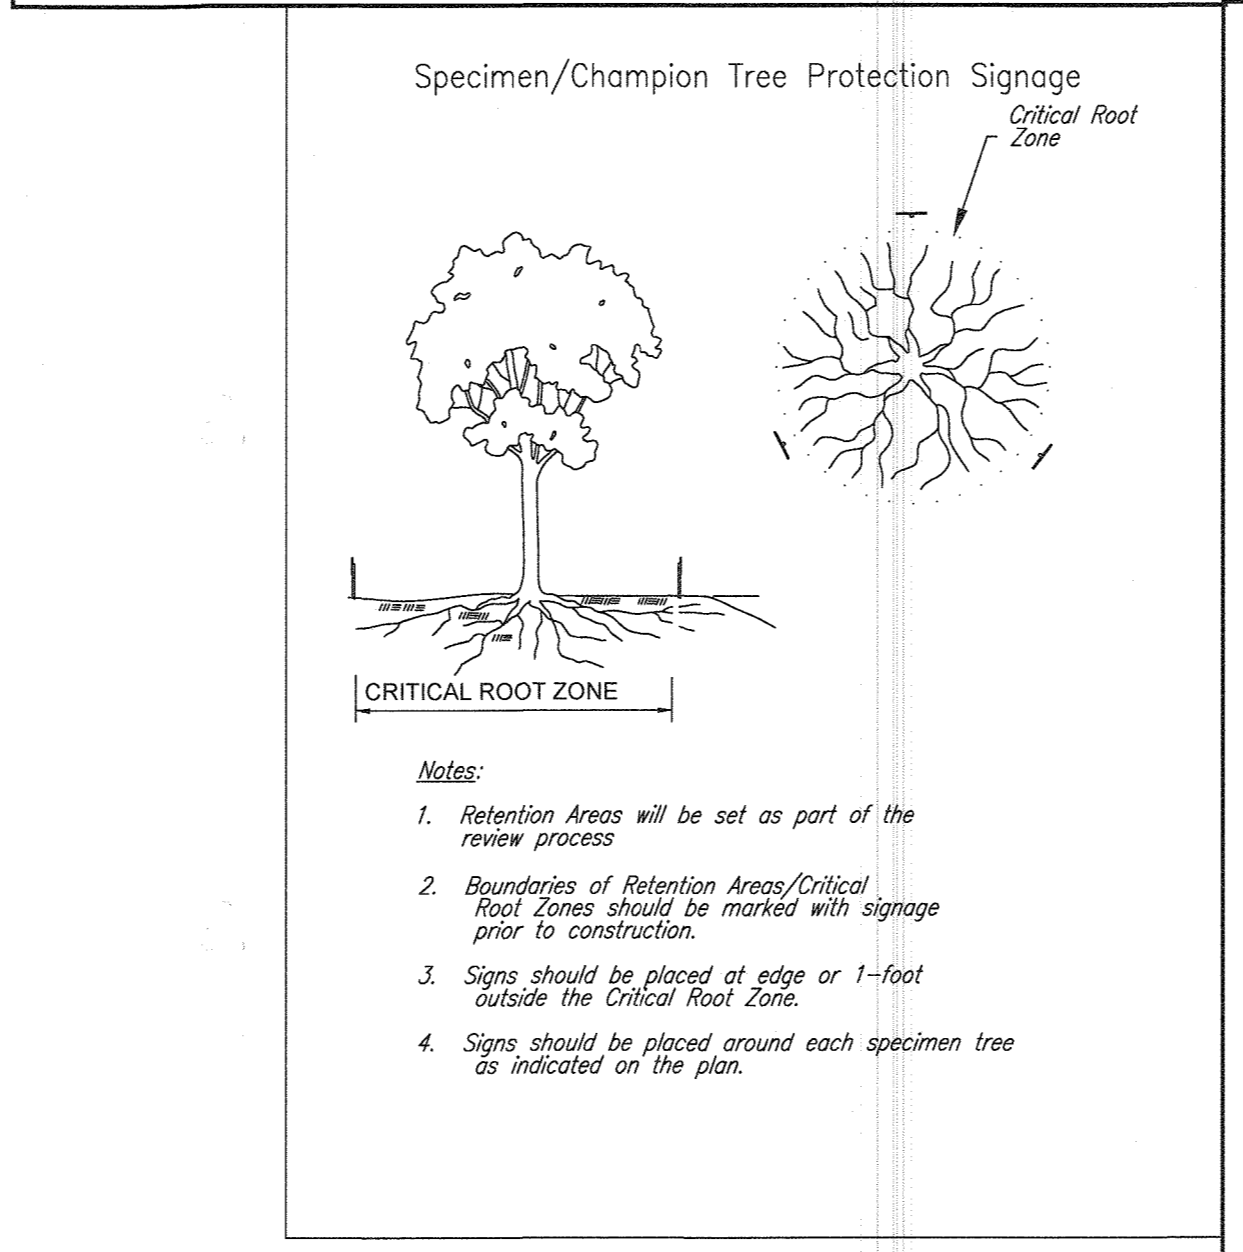 Specimen/Champion Tree Protection Signage
Critical Root
Zone
CRITICAL ROOT ZONE
Notes:
1. Retention Areas will be set as part of the
review process
2. Boundaries of Retention Areas/Critical
Root Zones should be marked with signage
prior to construction.
3. Signs should be placed at edge or 1-foot
outside the Critical Root Zone.
4. Signs should be placed around each specimen tree
as indicated on the plan.